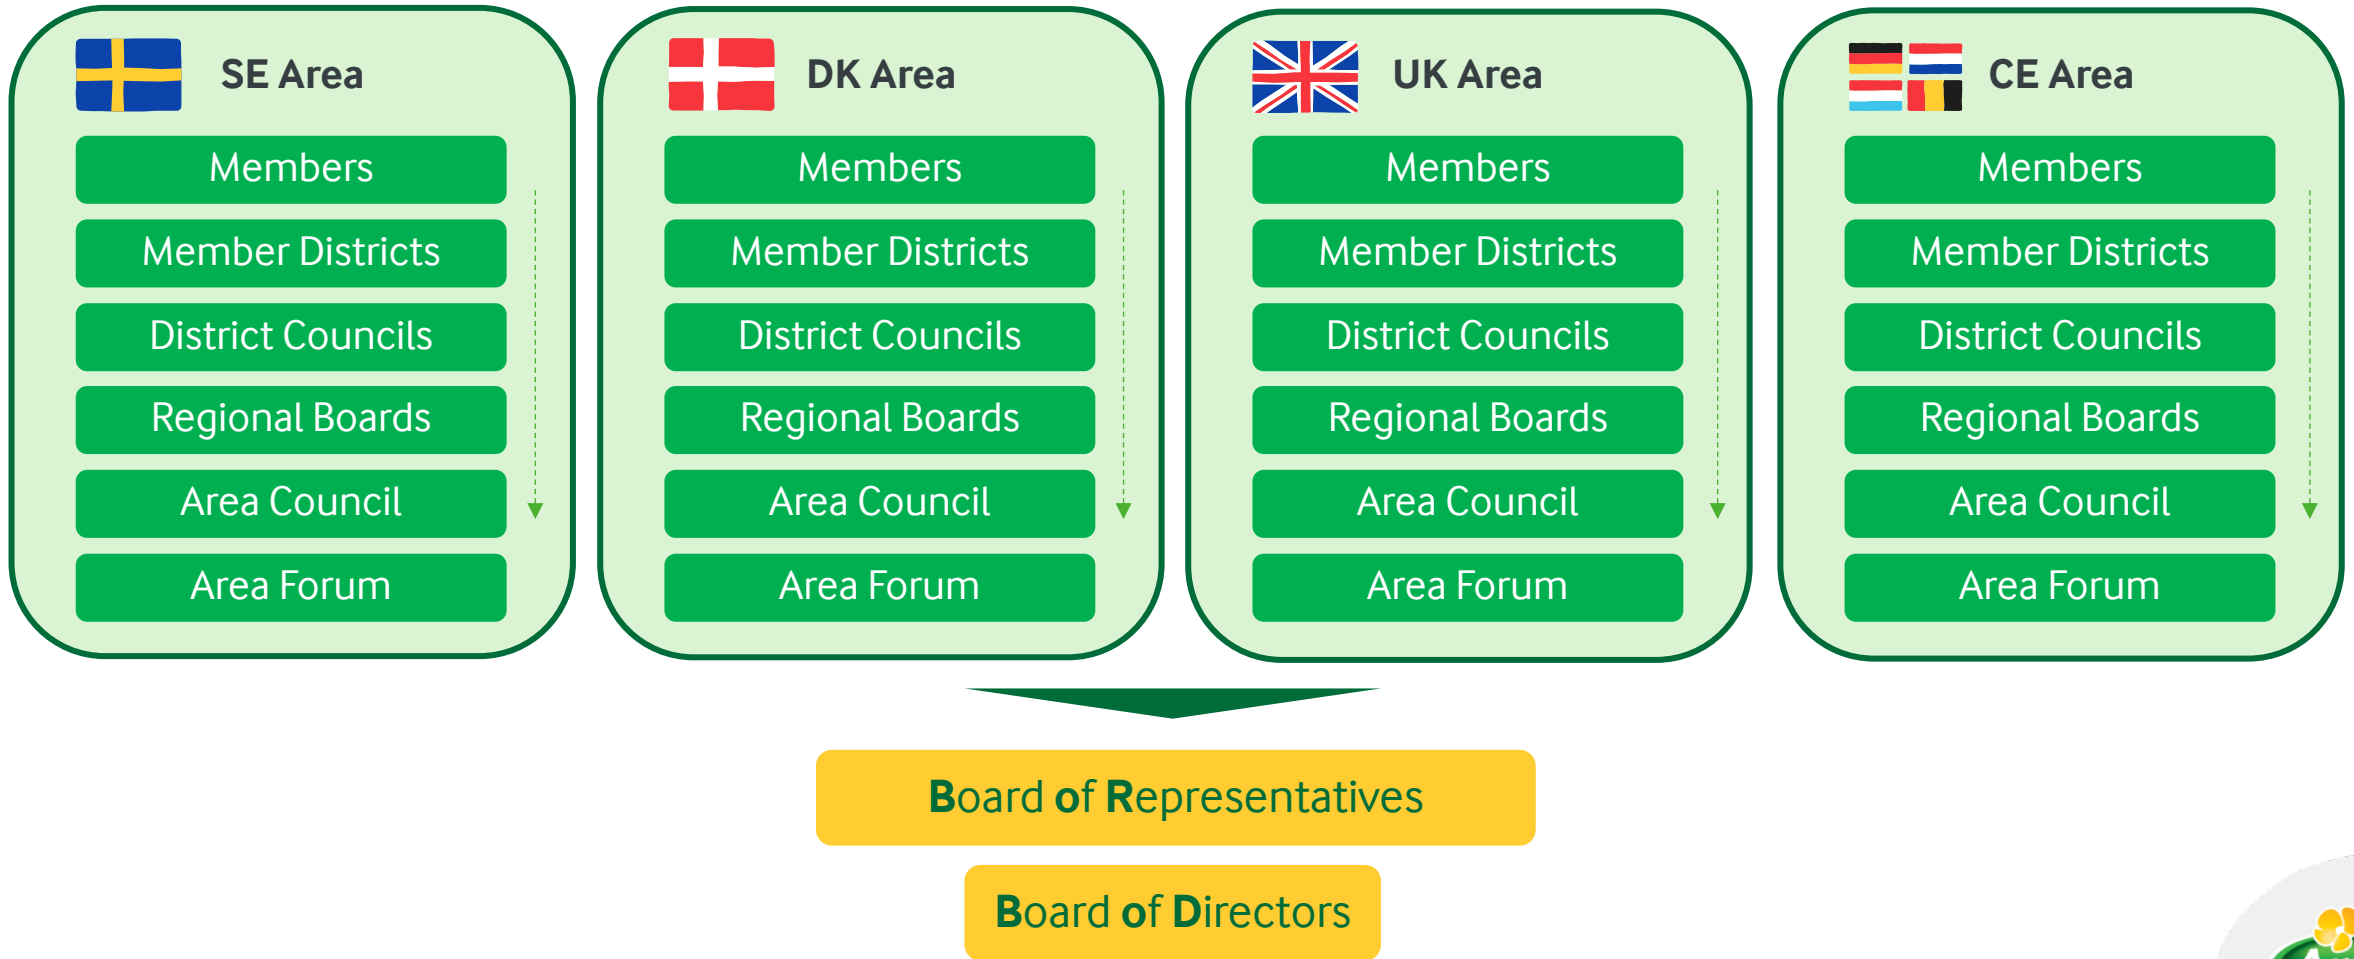 SE Area
Members
Member Districts
District Councils
Regional Boards
Area Council
Area Forum
DK Area
Members
Member Districts
District Councils
Regional Boards
Area Council
Area Forum
UK Area
Members
Member Districts
District Councils
Regional Boards
Area Council
Area Forum
CE Area
Members
Member Districts
District Councils
Regional Boards
Area Council
Area Forum
Board of Representatives
Board of Directors